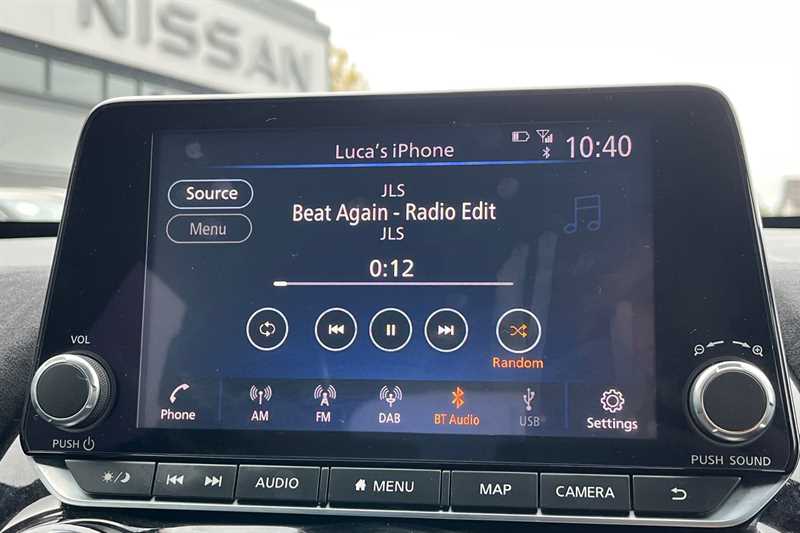 NISSAN
Luca's iPhone
10:40
Source
Menu
JLS
Beat Again - Radio Edit
JLS
0:12
Random
Phone
AM
FM
DAB
BT Audio
USB
Settings
VOL
PUSH
PUSH SOUND
AUDIO
MENU
MAP
CAMERA